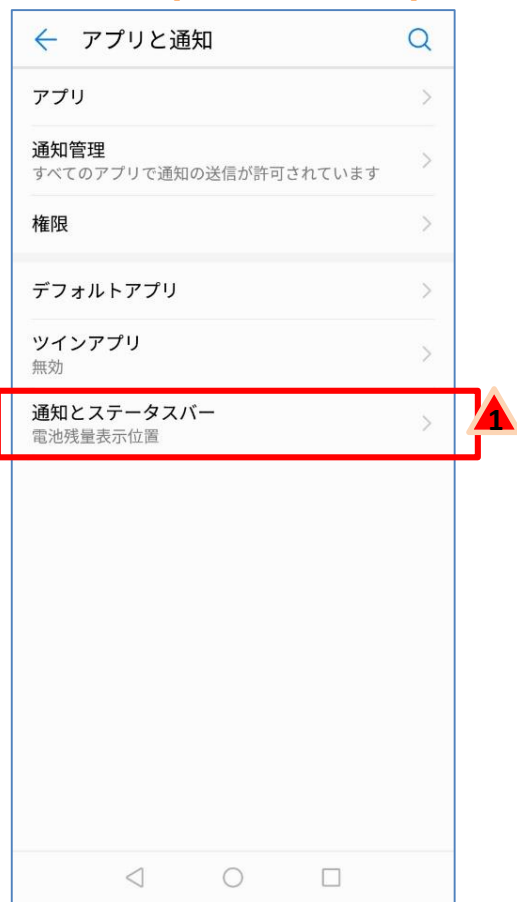 アプリと通知
アプリ
通知管理
すべてのアプリで通知の送信が許可されています
権限
デフォルトアプリ
ツインアプリ
無効
通知とステータスバー
電池残量表示位置
1